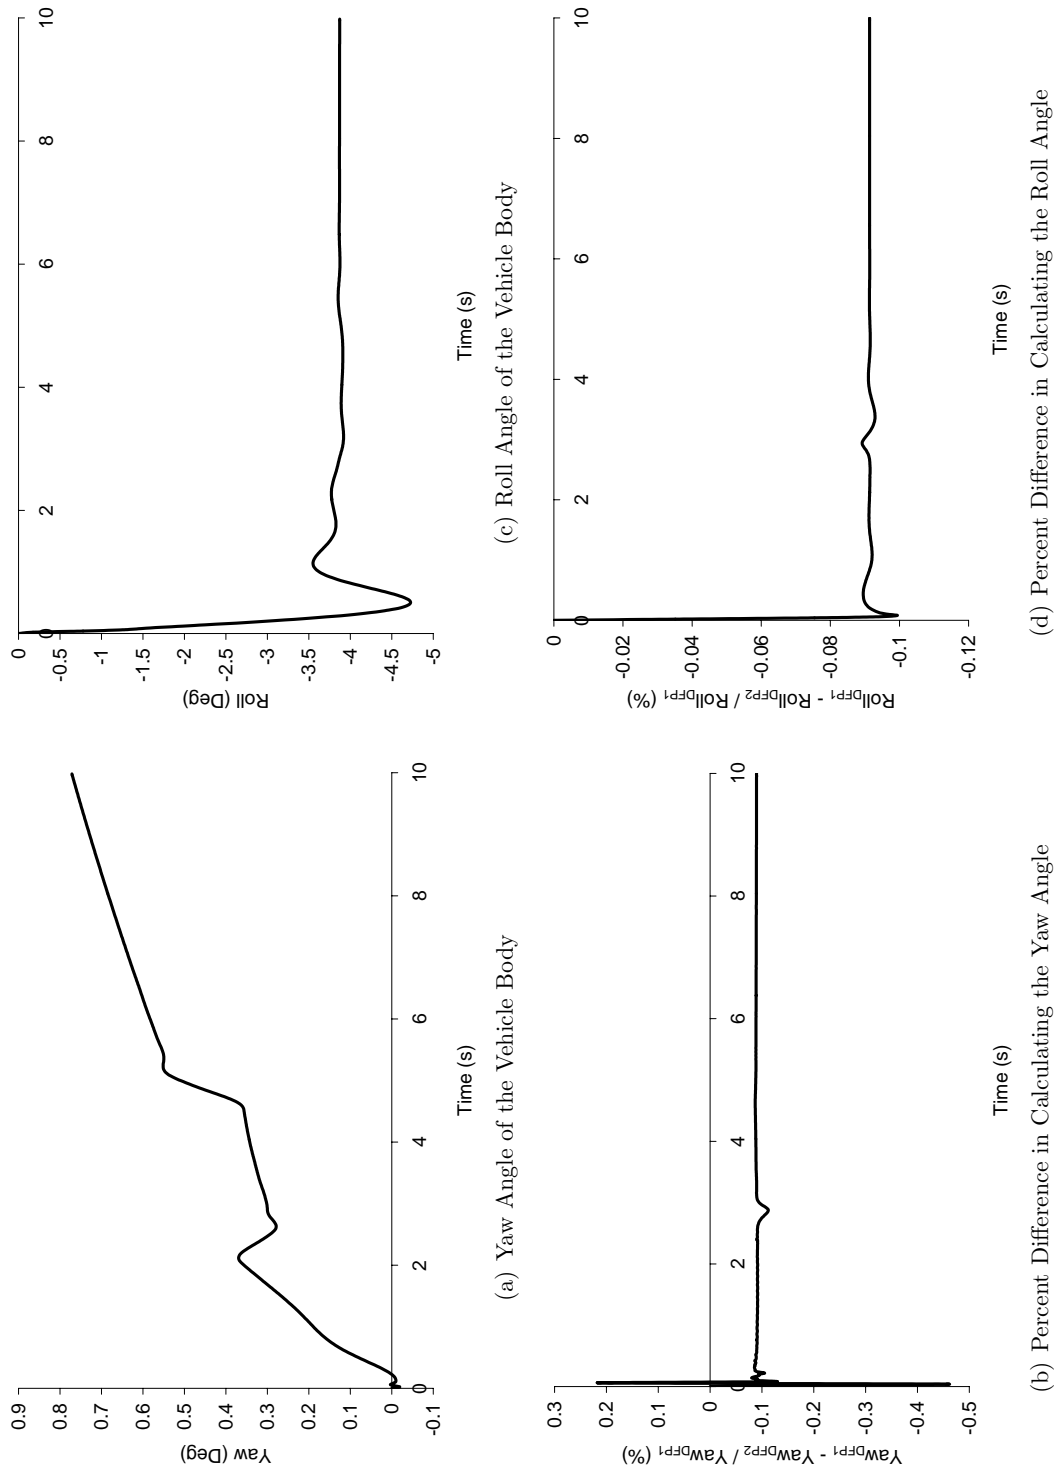 Yaw (Deg)
0.9
0.8
0.7
0.6
0.5
0.4
0.3
0.2
0.1
0
-0.1
0 2 4 6 8 10
Time (s)
(a) Yaw Angle of the Vehicle Body
Yaw_DFP1 - Yaw_DFP2 / Yaw_DFP1 (%)
0.3
0.2
0.1
0
-0.1
-0.2
-0.3
-0.4
-0.5
0 2 4 6 8 10
Time (s)
(b) Percent Difference in Calculating the Yaw Angle
Roll (Deg)
0
-0.5
-1
-1.5
-2
-2.5
-3
-3.5
-4
-4.5
-5
0 2 4 6 8 10
Time (s)
(c) Roll Angle of the Vehicle Body
Roll_DFP1 - Roll_DFP2 / Roll_DFP1 (%)
0
-0.02
-0.04
-0.06
-0.08
-0.1
-0.12
0 2 4 6 8 10
Time (s)
(d) Percent Difference in Calculating the Roll Angle